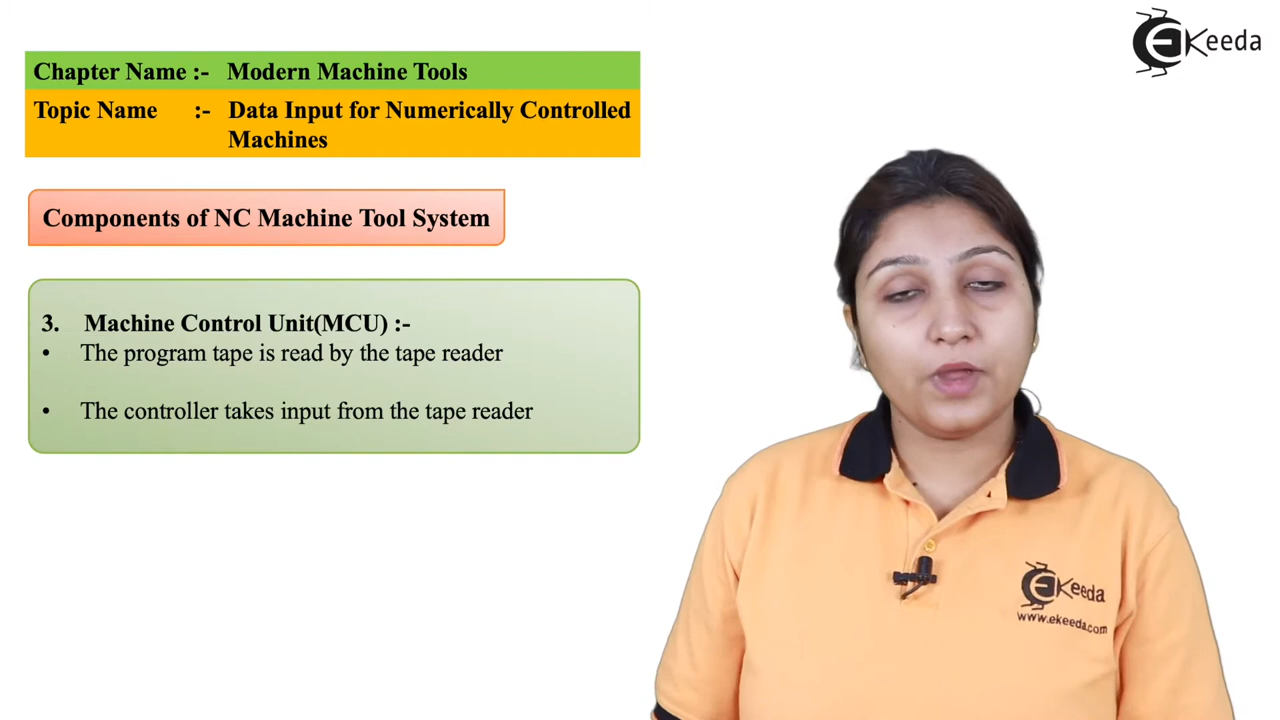 EKeeda
Chapter Name :- Modern Machine Tools
Topic Name :- Data Input for Numerically Controlled
Machines
Components of NC Machine Tool System
3. Machine Control Unit(MCU) :-
• The program tape is read by the tape reader
• The controller takes input from the tape reader
EKeeda
www.ekeeda.com